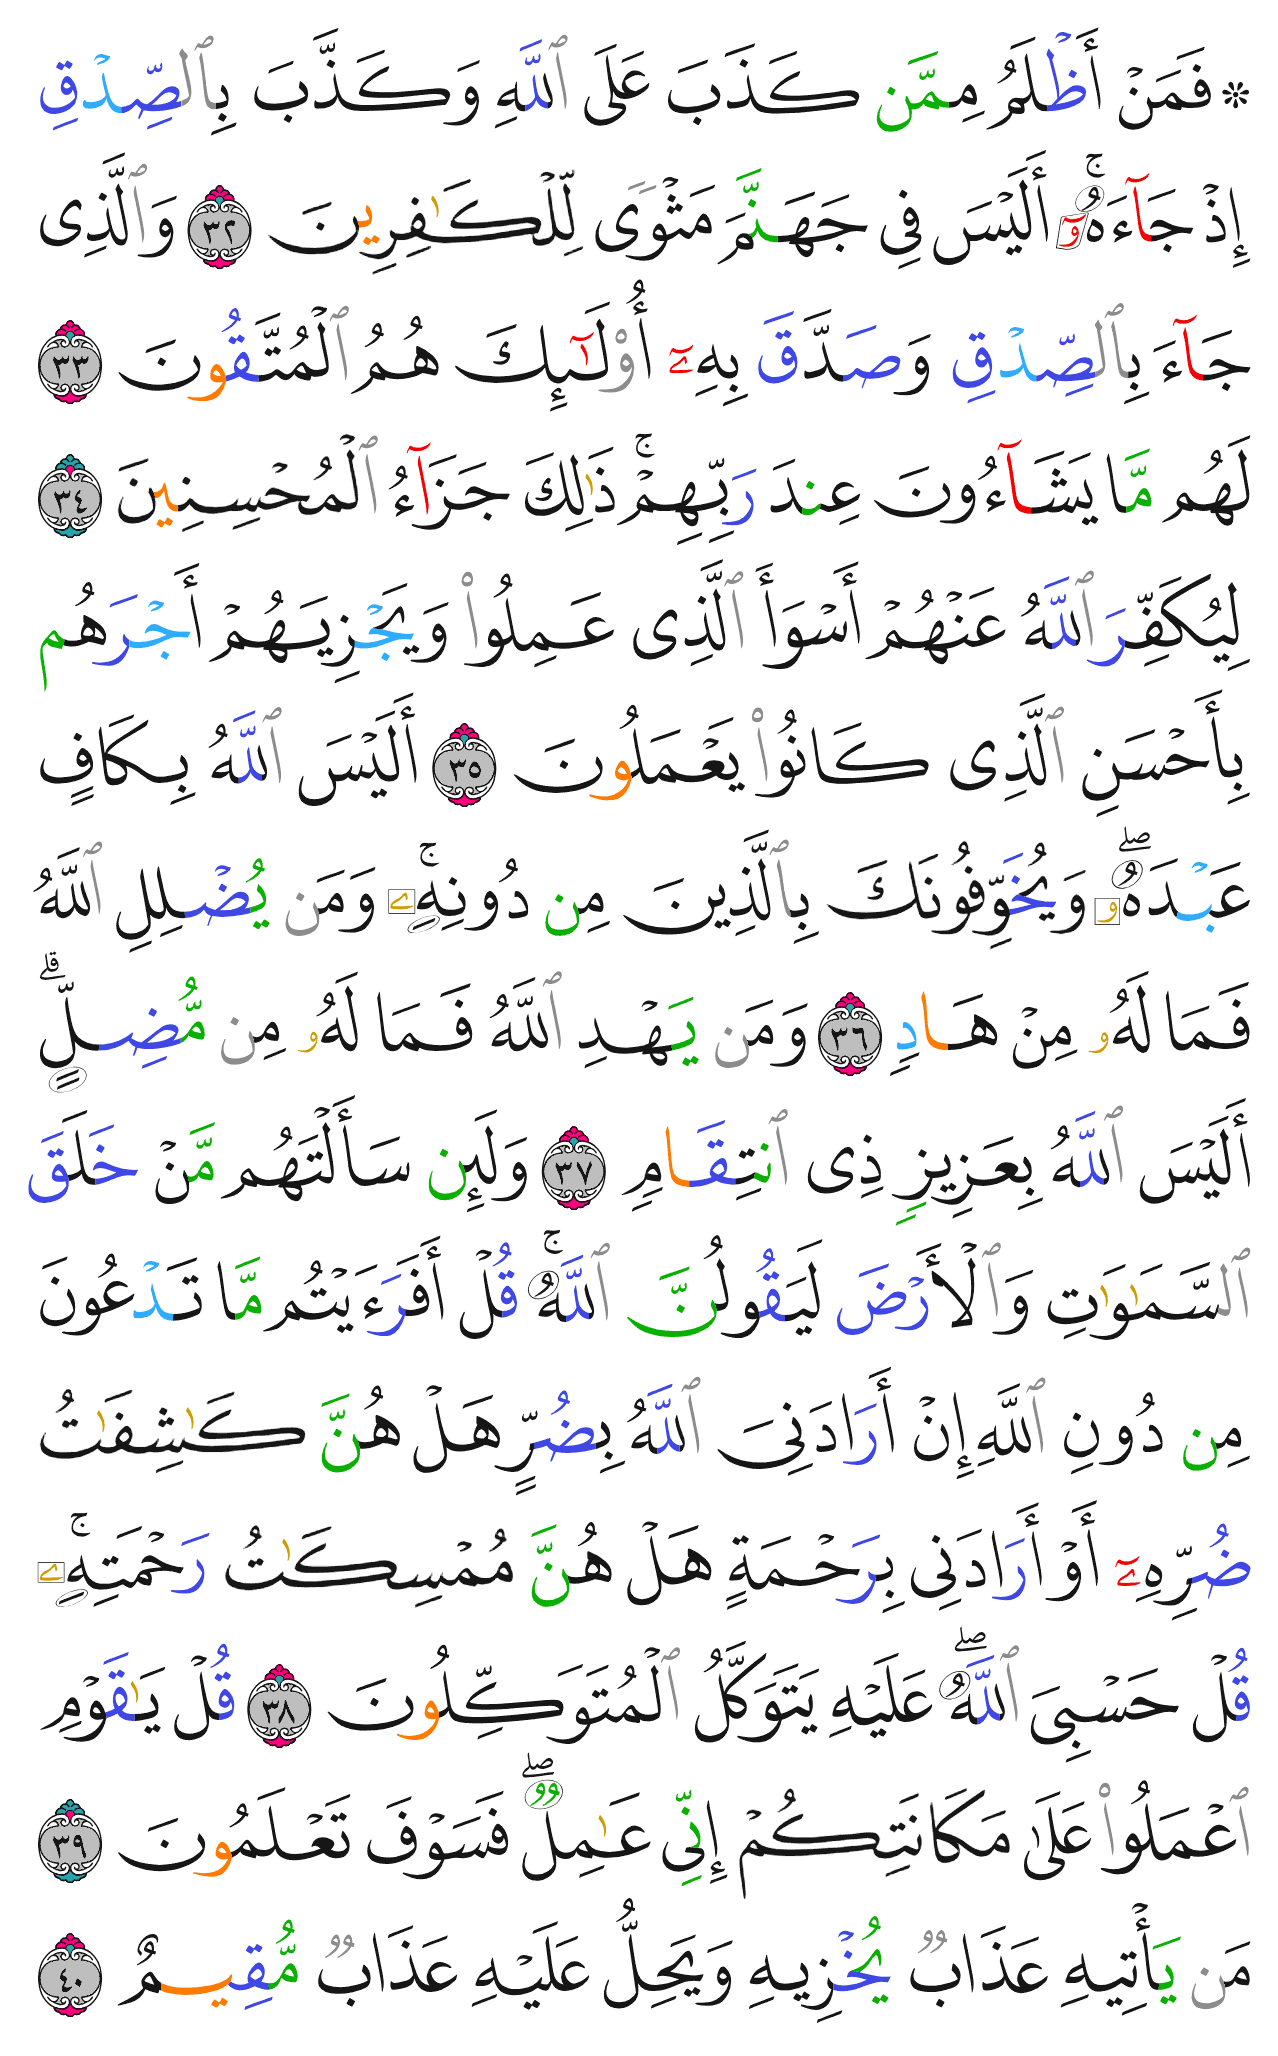 ۞ فَمَنۡ أَظۡلَمُ مِمَّن كَذَبَ عَلَى ٱللَّهِ وَكَذَّبَ بِٱلصِّدۡقِ
إِذۡ جَآءَهُۥٓۚ أَلَيۡسَ فِى جَهَنَّمَ مَثۡوٗى لِّلۡكَـٰفِرِينَ ٣٢ وَٱلَّذِى
جَآءَ بِٱلصِّدۡقِ وَصَدَّقَ بِهِۦٓ أُوْلَـٰٓئِكَ هُمُ ٱلۡمُتَّقُونَ ٣٣
لَهُم مَّا يَشَآءُونَ عِندَ رَبِّهِمۡۚ ذَٰلِكَ جَزَآءُ ٱلۡمُحۡسِنِينَ ٣٤
لِيُكَفِّرَ ٱللَّهُ عَنۡهُمۡ أَسۡوَأَ ٱلَّذِى عَمِلُواْ وَيَجۡزِيَهُمۡ أَجۡرَهُم
بِأَحۡسَنِ ٱلَّذِى كَانُواْ يَعۡمَلُونَ ٣٥ أَلَيۡسَ ٱللَّهُ بِكَافٍ
عَبۡدَهُۥۖ وَيُخَوِّفُونَكَ بِٱلَّذِينَ مِن دُونِهِۦۚ وَمَن يُضۡلِلِ ٱللَّهُ
فَمَا لَهُۥ مِنۡ هَادٍ ٣٦ وَمَن يَهۡدِ ٱللَّهُ فَمَا لَهُۥ مِن مُّضِلٍّۗ
أَلَيۡسَ ٱللَّهُ بِعَزِيزٖ ذِى ٱنتِقَامٍ ٣٧ وَلَئِن سَأَلۡتَهُم مَّنۡ خَلَقَ
ٱلسَّمَـٰوَٰتِ وَٱلۡأَرۡضَ لَيَقُولُنَّ ٱللَّهُۚ قُلۡ أَفَرَءَيۡتُم مَّا تَدۡعُونَ
مِن دُونِ ٱللَّهِ إِنۡ أَرَادَنِىَ ٱللَّهُ بِضُرٍّ هَلۡ هُنَّ كَـٰشِفَـٰتُ
ضُرِّهِۦٓ أَوۡ أَرَادَنِى بِرَحۡمَةٍ هَلۡ هُنَّ مُمۡسِكَـٰتُ رَحۡمَتِهِۦۚ
قُلۡ حَسۡبِىَ ٱللَّهُۖ عَلَيۡهِ يَتَوَكَّلُ ٱلۡمُتَوَكِّلُونَ ٣٨ قُلۡ يَـٰقَوۡمِ
ٱعۡمَلُواْ عَلَىٰ مَكَانَتِكُمۡ إِنِّى عَـٰمِلٞۖ فَسَوۡفَ تَعۡلَمُونَ ٣٩
مَن يَأۡتِيهِ عَذَابٞ يُخۡزِيهِ وَيَحِلُّ عَلَيۡهِ عَذَابٞ مُّقِيمٌ ٤٠